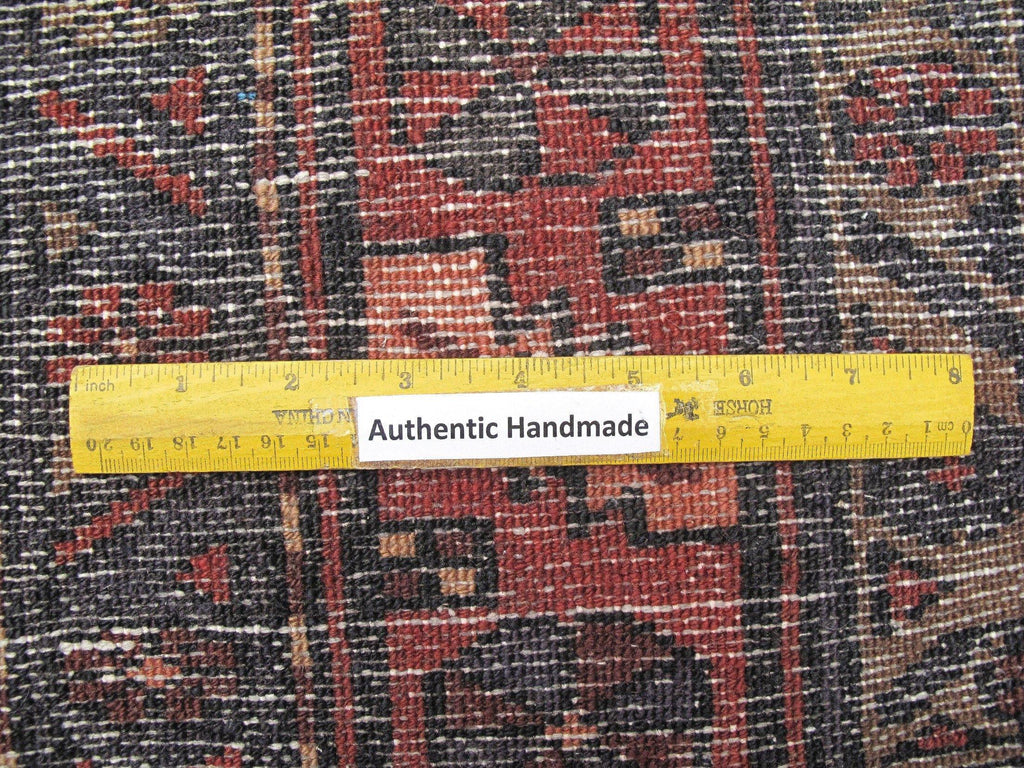 inch 1 2 3 4 5 6 7 8
Authentic Handmade
HORSE
N CHINA
0 1 cm 2 3 4 5 6 7 15 16 17 18 19 20